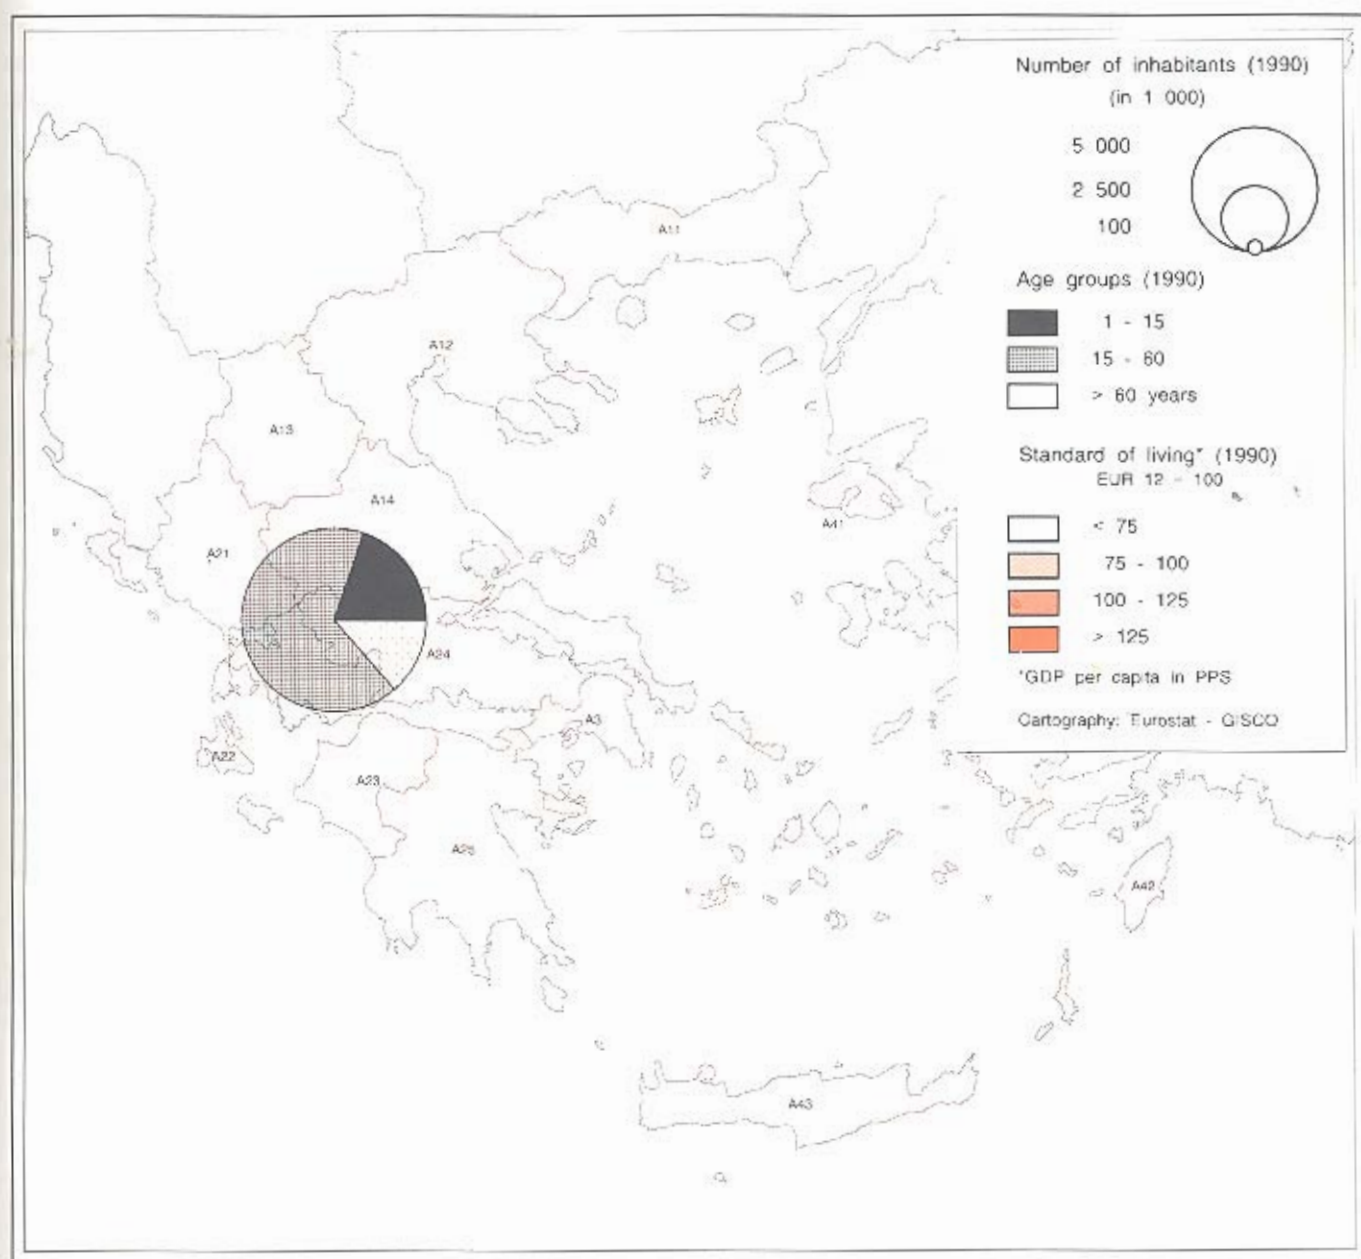 Number of inhabitants (1990)
(in 1 000)
5 000
2 500
100
Age groups (1990)
1 - 15
15 - 60
> 60 years
Standard of living* (1990)
EUR 12 - 100
< 75
75 - 100
100 - 125
> 125
*GDP per capita in PPS
Cartography: Eurostat - GISCO
A11
A12
A13
A14
A41
A21
A24
A3
A22
A23
A25
A42
A43